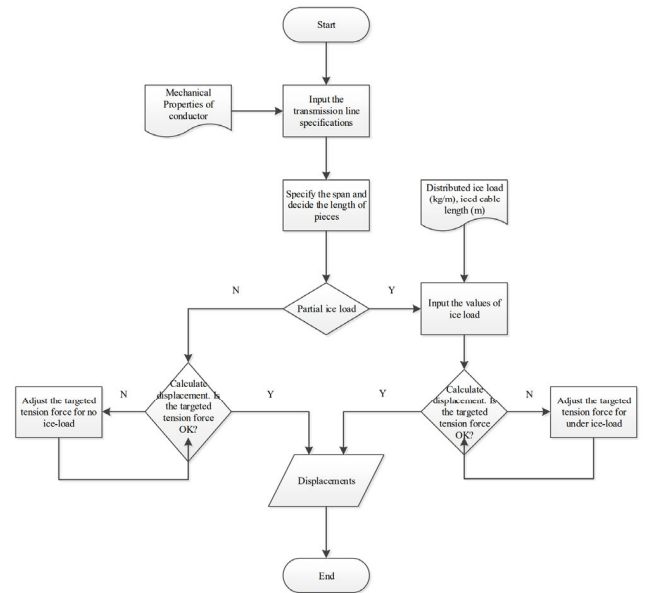 Start
Mechanical
Properties of
conductor
Input the
transmission line
specifications
Specify the span and
decide the length of
pieces
Distributed ice load
(kg/m), iced cable
length (m)
N
Partial ice load
Y
Input the values of
ice load
Adjust the targeted
tension force for no
ice-load
N
Calculate
displacement. Is
the targeted
tension force
OK?
Y
Y
Calculate
displacement. Is
the targeted
tension force
OK?
N
Adjust the targeted
tension force for
under ice-load
Displacements
End